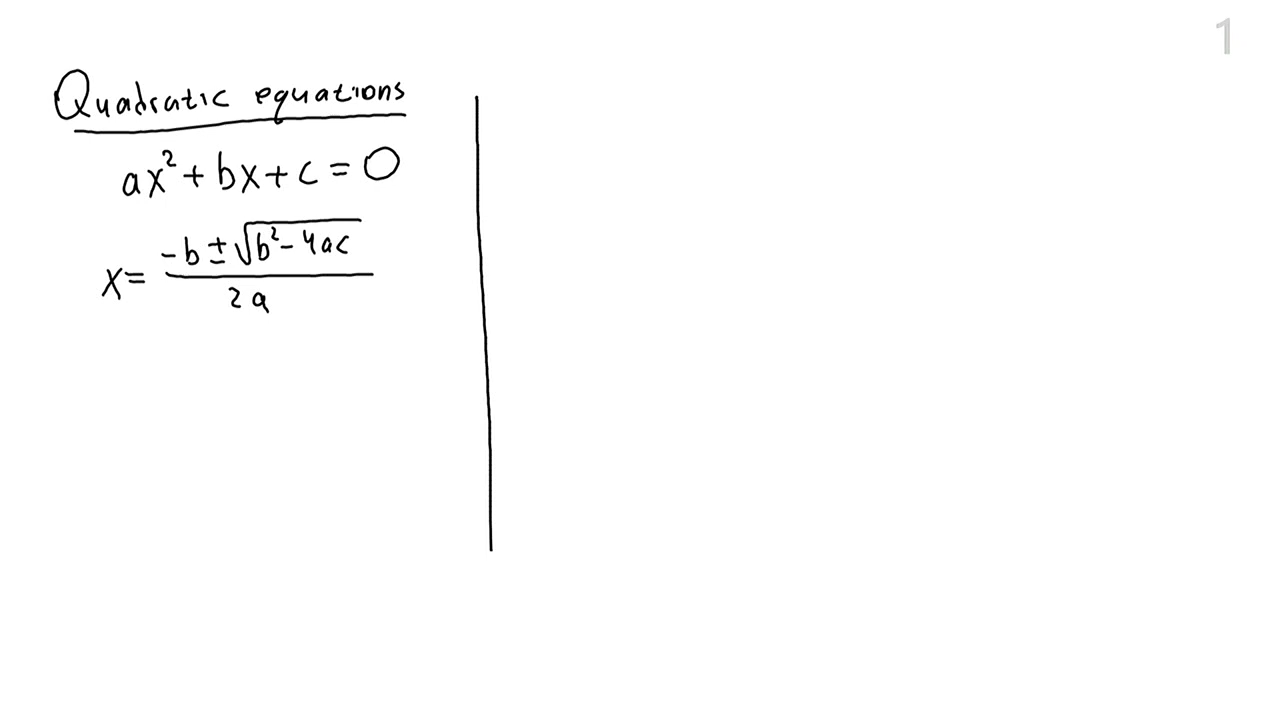 1
Quadratic equations
ax² + bx + c = 0
x = (-b ± √(b² - 4ac)) / 2a